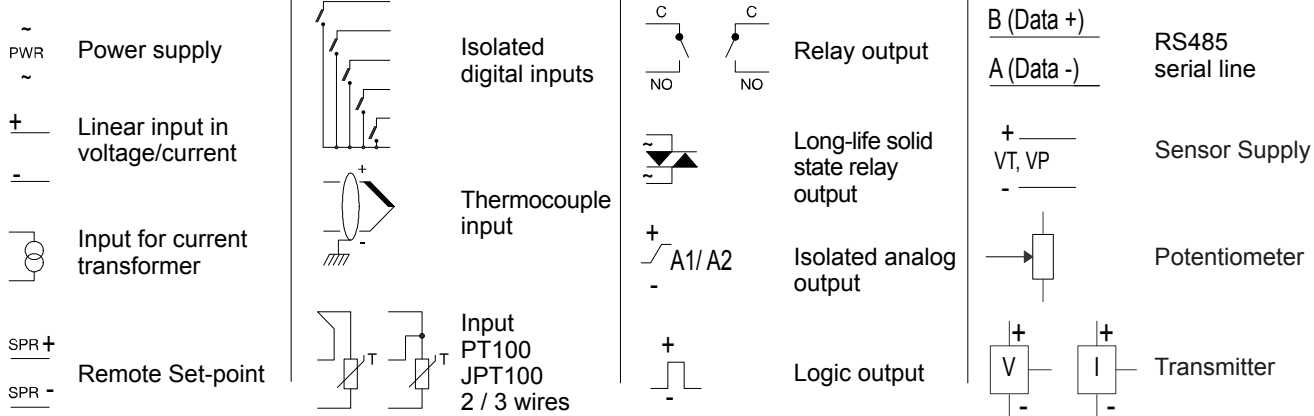 ~
PWR
~
Power supply
+
-
Linear input in
voltage/current
Input for current
transformer
SPR +
SPR -
Remote Set-point
Isolated
digital inputs
+
-
Thermocouple
input
T
T
Input
PT100
JPT100
2 / 3 wires
C
C
NO
NO
Relay output
~
~
Long-life solid
state relay
output
+
A1/ A2
-
Isolated analog
output
+
-
Logic output
B (Data +)
A (Data -)
RS485
serial line
+
VT, VP
-
Sensor Supply
Potentiometer
+
V
-
+
I
-
Transmitter